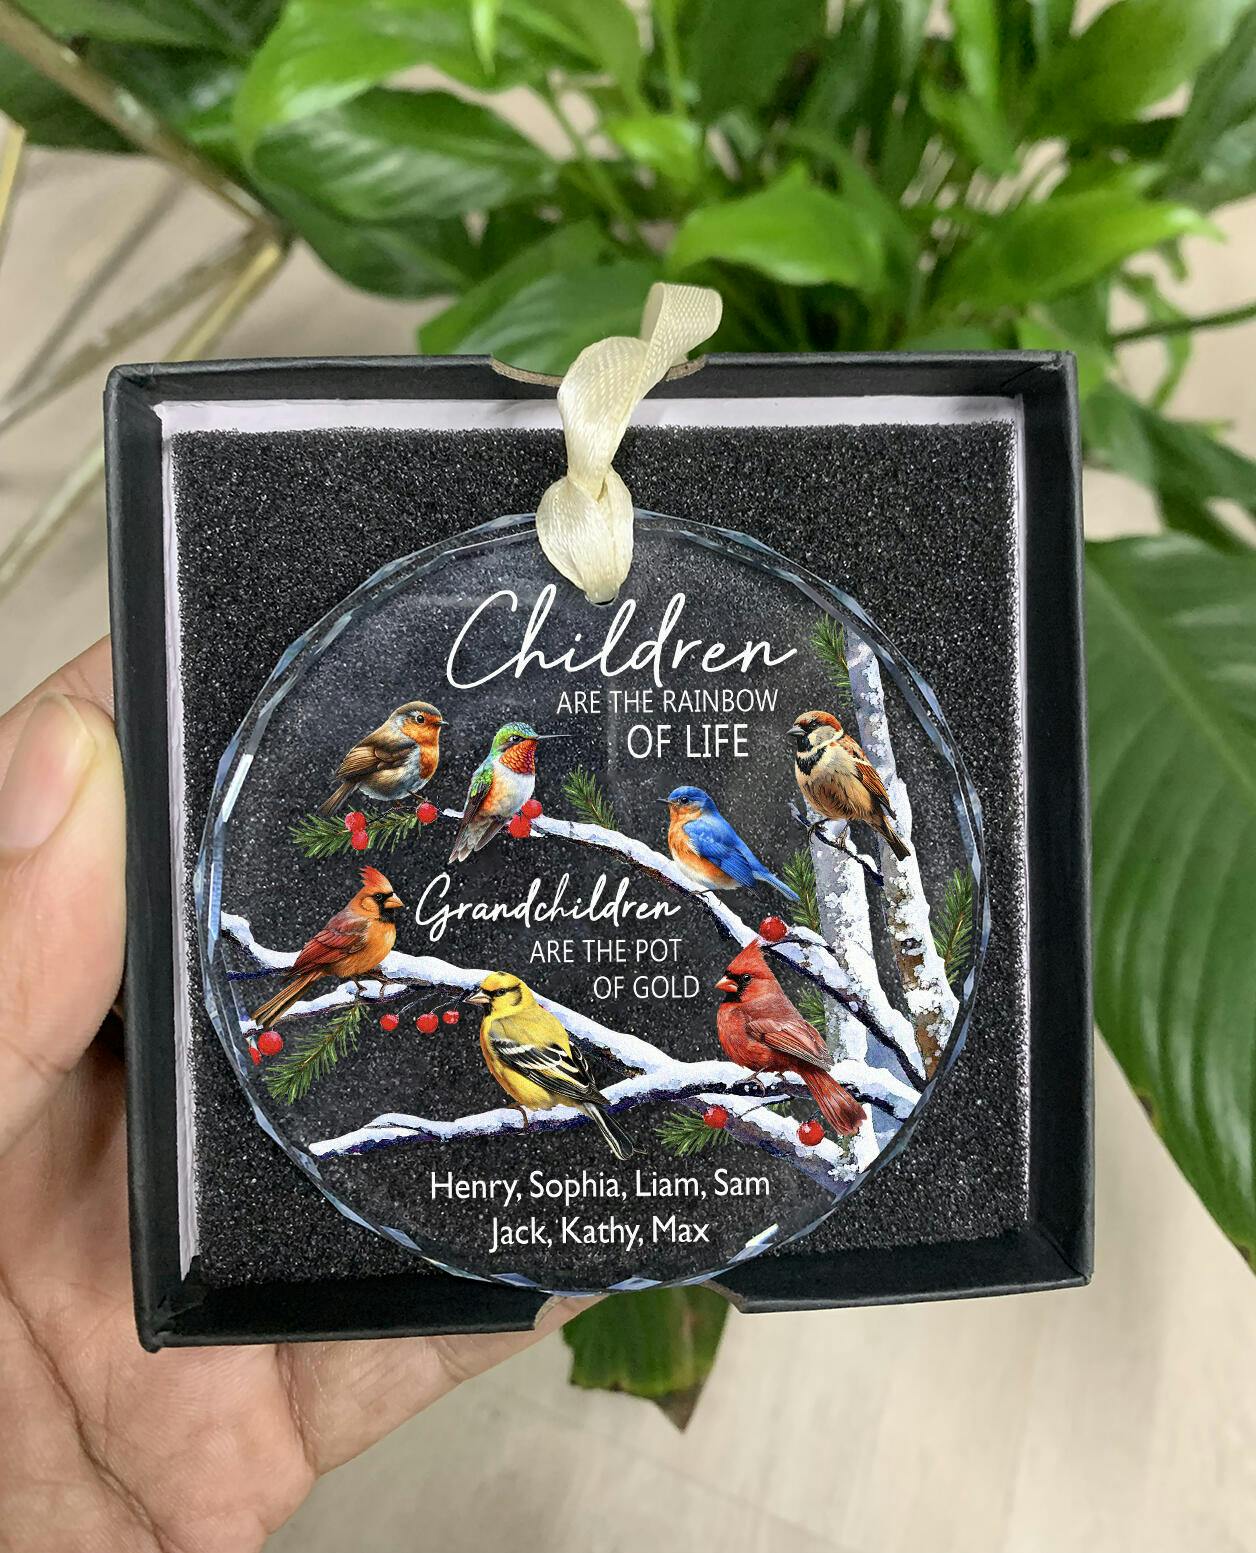 Children
ARE THE RAINBOW
OF LIFE
Grandchildren
ARE THE POT
OF GOLD
Henry, Sophia, Liam, Sam
Jack, Kathy, Max